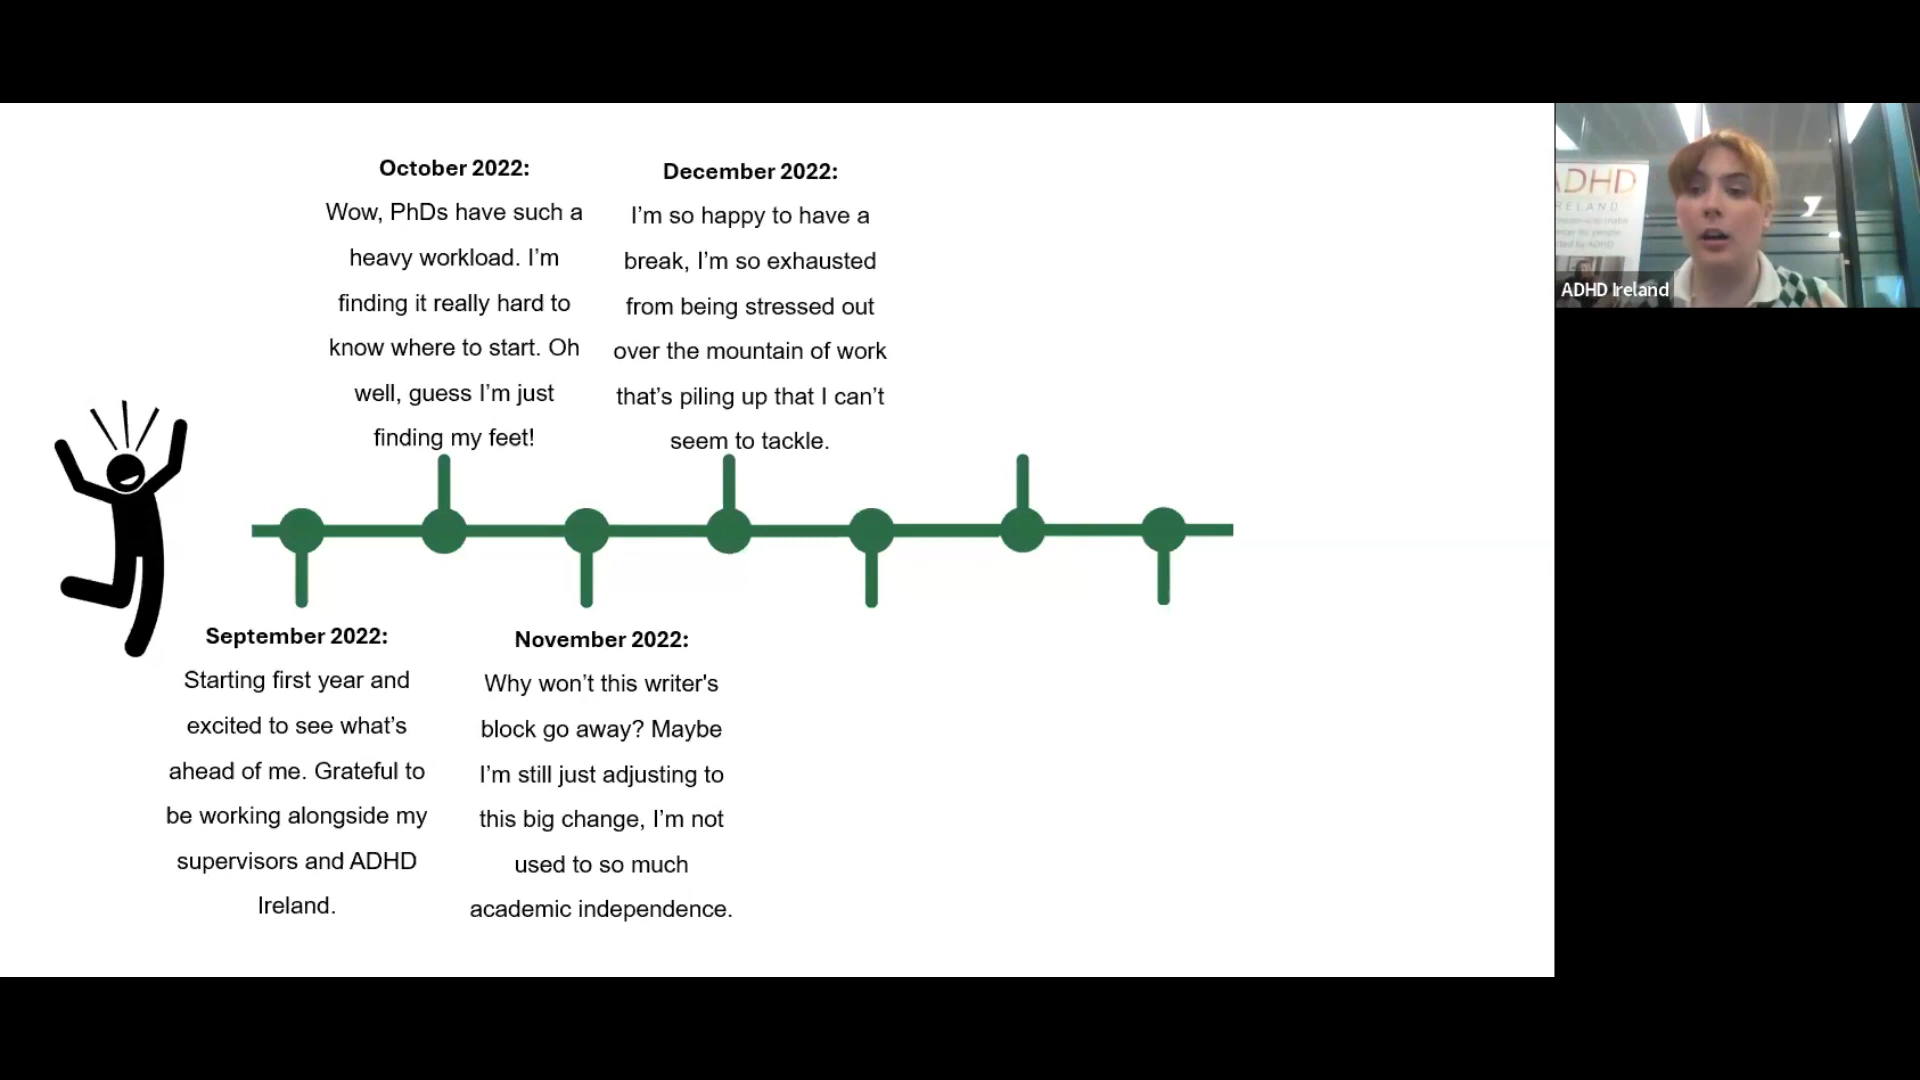 October 2022:
Wow, PhDs have such a
heavy workload. I’m
finding it really hard to
know where to start. Oh
well, guess I’m just
finding my feet!
December 2022:
I’m so happy to have a
break, I’m so exhausted
from being stressed out
over the mountain of work
that’s piling up that I can’t
seem to tackle.
September 2022:
Starting first year and
excited to see what’s
ahead of me. Grateful to
be working alongside my
supervisors and ADHD
Ireland.
November 2022:
Why won’t this writer's
block go away? Maybe
I’m still just adjusting to
this big change, I’m not
used to so much
academic independence.
ADHD
RELAND
ADHD Ireland